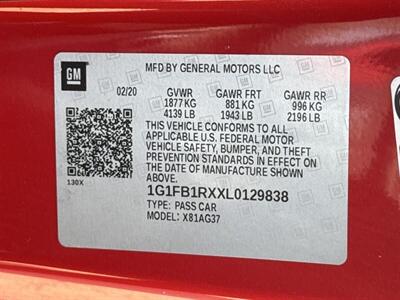 GM
MFD BY GENERAL MOTORS LLC
02/20 GVWR GAWR FRT GAWR RR
1877 KG 881 KG 996 KG
4139 LB 1943 LB 2196 LB
THIS VEHICLE CONFORMS TO ALL
APPLICABLE U.S. FEDERAL MOTOR
VEHICLE SAFETY, BUMPER, AND
THEFT PREVENTION STANDARDS
IN EFFECT ON THE DATE OF
MANUFACTURE SHOWN ABOVE.
130X
1G1FB1RXXL0129838
TYPE: PASS CAR
MODEL: X81AG37